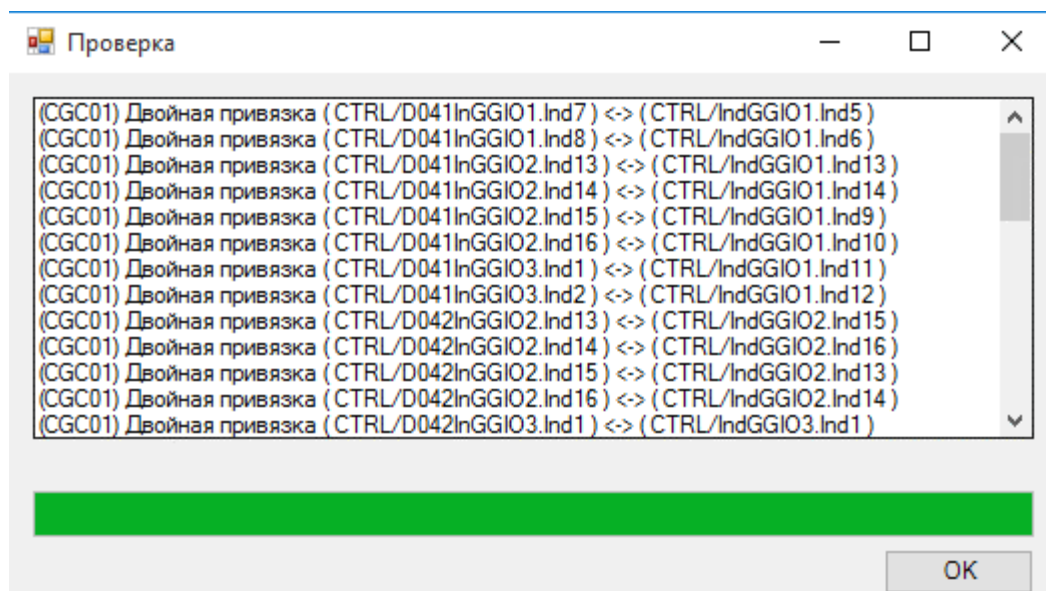 Проверка
(CGC01) Двойная привязка ( CTRL/D041InGGIO1.Ind7 ) <-> ( CTRL/IndGGIO1.Ind5 )
(CGC01) Двойная привязка ( CTRL/D041InGGIO1.Ind8 ) <-> ( CTRL/IndGGIO1.Ind6 )
(CGC01) Двойная привязка ( CTRL/D041InGGIO2.Ind13 ) <-> ( CTRL/IndGGIO1.Ind13 )
(CGC01) Двойная привязка ( CTRL/D041InGGIO2.Ind14 ) <-> ( CTRL/IndGGIO1.Ind14 )
(CGC01) Двойная привязка ( CTRL/D041InGGIO2.Ind15 ) <-> ( CTRL/IndGGIO1.Ind9 )
(CGC01) Двойная привязка ( CTRL/D041InGGIO2.Ind16 ) <-> ( CTRL/IndGGIO1.Ind10 )
(CGC01) Двойная привязка ( CTRL/D041InGGIO3.Ind1 ) <-> ( CTRL/IndGGIO1.Ind11 )
(CGC01) Двойная привязка ( CTRL/D041InGGIO3.Ind2 ) <-> ( CTRL/IndGGIO1.Ind12 )
(CGC01) Двойная привязка ( CTRL/D042InGGIO2.Ind13 ) <-> ( CTRL/IndGGIO2.Ind15 )
(CGC01) Двойная привязка ( CTRL/D042InGGIO2.Ind14 ) <-> ( CTRL/IndGGIO2.Ind16 )
(CGC01) Двойная привязка ( CTRL/D042InGGIO2.Ind15 ) <-> ( CTRL/IndGGIO2.Ind13 )
(CGC01) Двойная привязка ( CTRL/D042InGGIO2.Ind16 ) <-> ( CTRL/IndGGIO2.Ind14 )
(CGC01) Двойная привязка ( CTRL/D042InGGIO3.Ind1 ) <-> ( CTRL/IndGGIO3.Ind1 )
OK